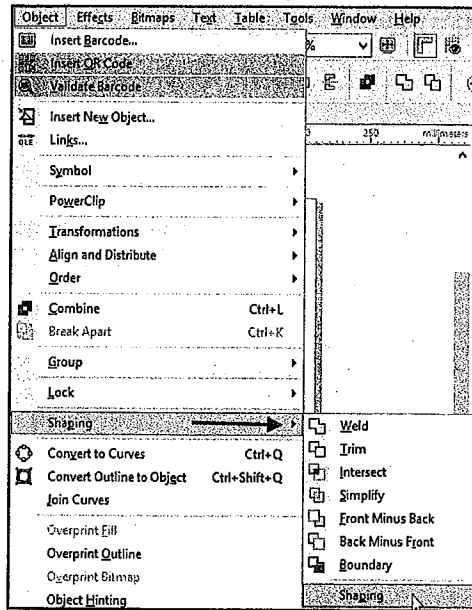 Object Effects Bitmaps Text Table Tools Window Help
Insert Barcode...
%
Insert QR Code
Validate Barcode
Insert New Object...
250 millimeters
OLE Links...
Symbol
PowerClip
Transformations
Align and Distribute
Order
Combine Ctrl+L
Break Apart Ctrl+K
Group
Lock
Shaping
Weld
Convert to Curves Ctrl+Q
Trim
Convert Outline to Object Ctrl+Shift+Q
Intersect
Join Curves
Simplify
Overprint Fill
Front Minus Back
Overprint Outline
Back Minus Front
Overprint Bitmap
Boundary
Object Hinting
Shaping